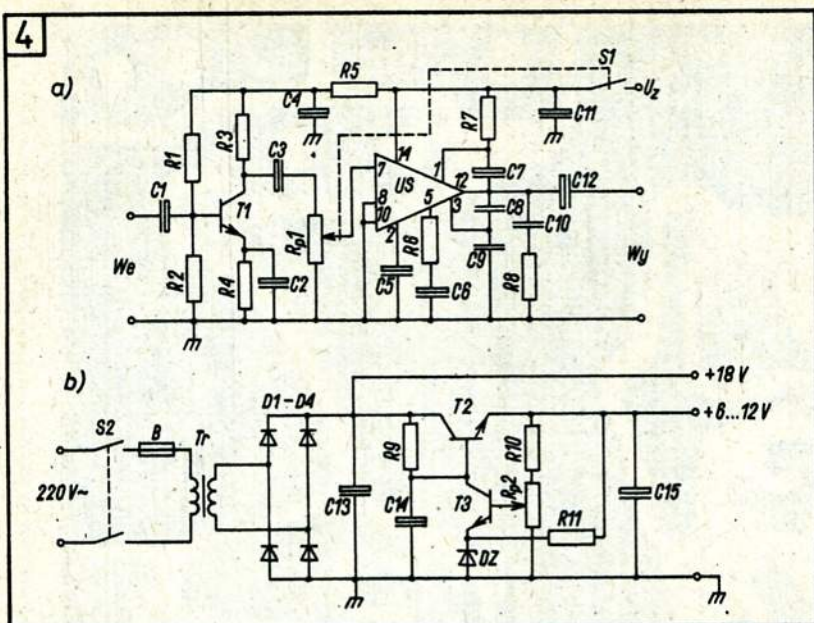 4
a)
S1
R5
Uz
C4
C11
R7
R3
C3
R1
14
1
7
C7
12
C12
US
C1
8
5
3
C8
T1
10
C10
Rp1
2
R6
C9
We
Wy
R2
R4
C2
C5
C6
R8
b)
+18 V
D1-D4
T2
+6...12 V
S2
B
Tr
R9
R10
220 V~
C13
C14
T3
Rp2
C15
R11
DZ